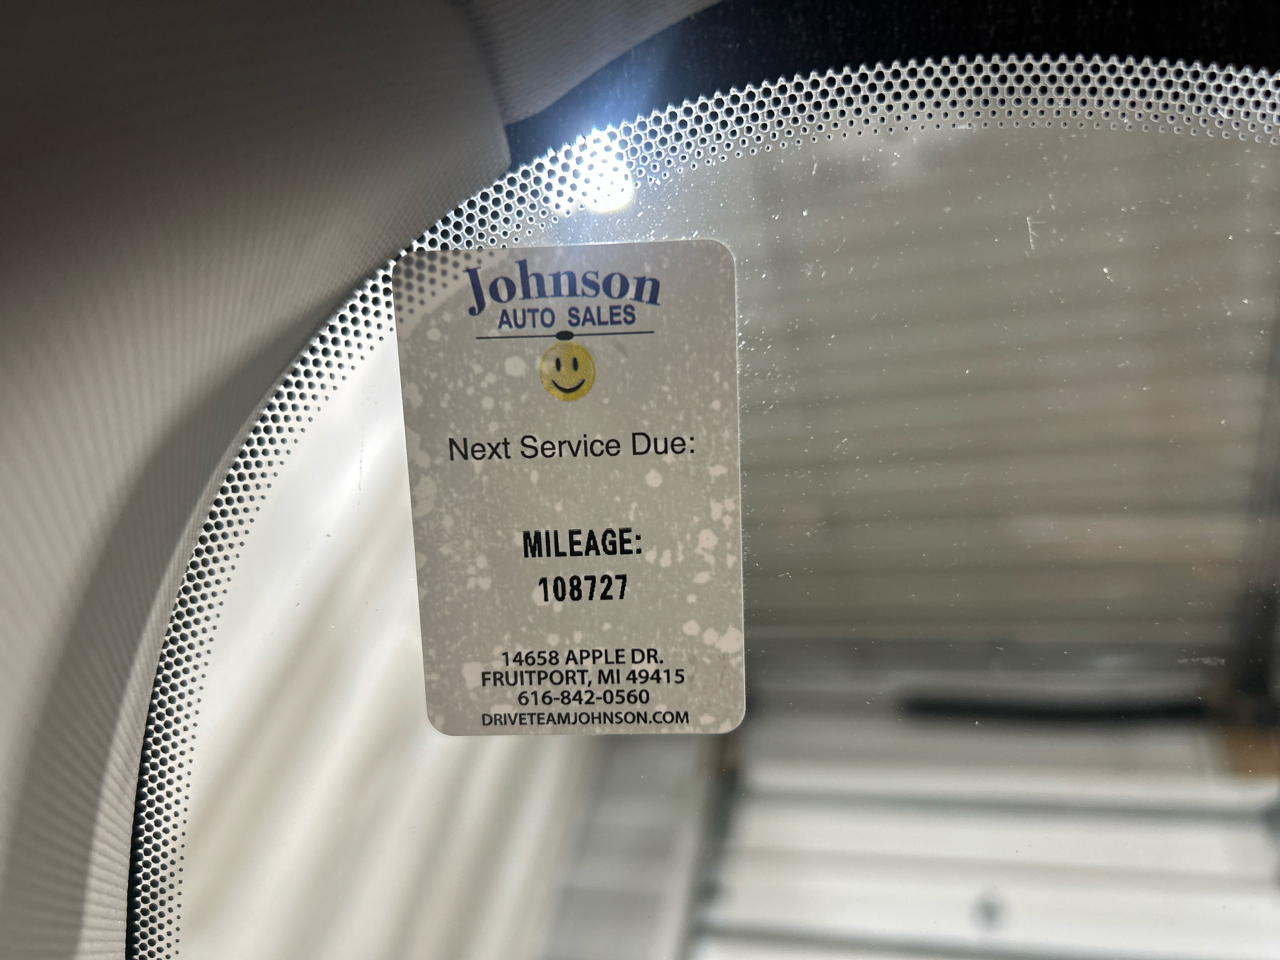 Johnson
AUTO SALES
Next Service Due:
MILEAGE:
108727
14658 APPLE DR.
FRUITPORT, MI 49415
616-842-0560
DRIVETEAMJOHNSON.COM